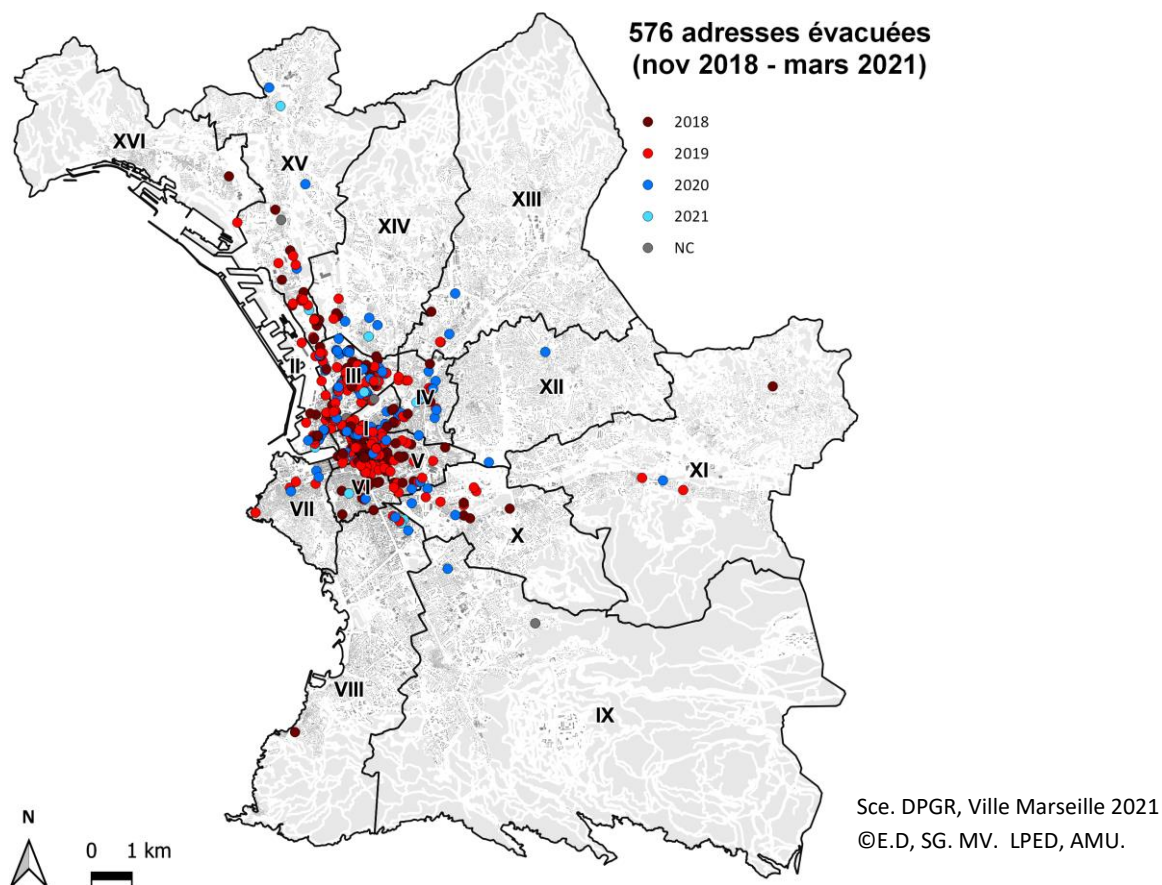 576 adresses évacuées
(nov 2018 - mars 2021)
2018
2019
2020
2021
NC
XVI
XV
XIV
XIII
II
III
IV
XII
I
V
XI
VI
VII
X
VIII
IX
N
0 1 km
Sce. DPGR, Ville Marseille 2021
©E.D, SG. MV. LPED, AMU.